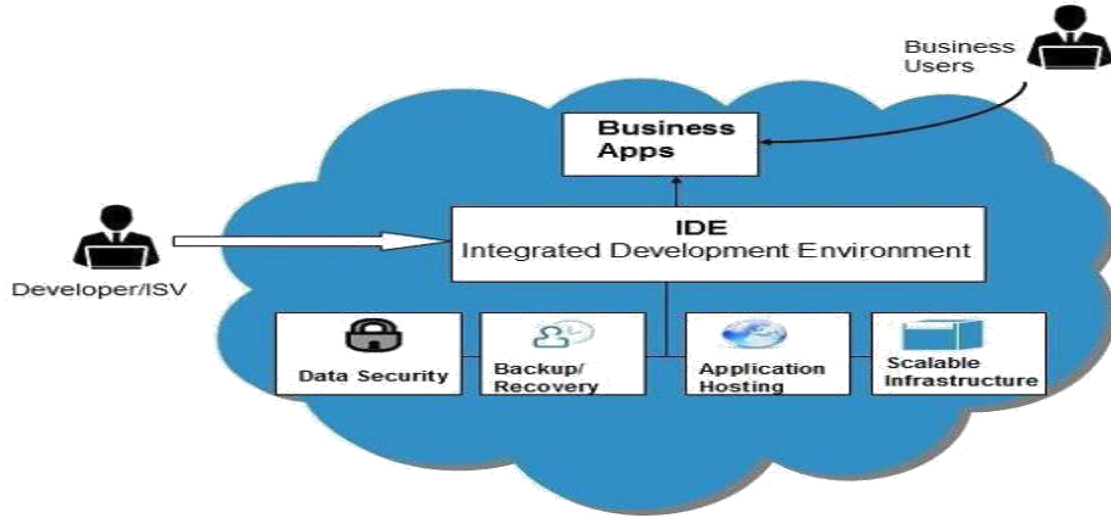 Business
Users
Business
Apps
IDE
Integrated Development Environment
Developer/ISV
Data Security
Backup/
Recovery
Application
Hosting
Scalable
Infrastructure